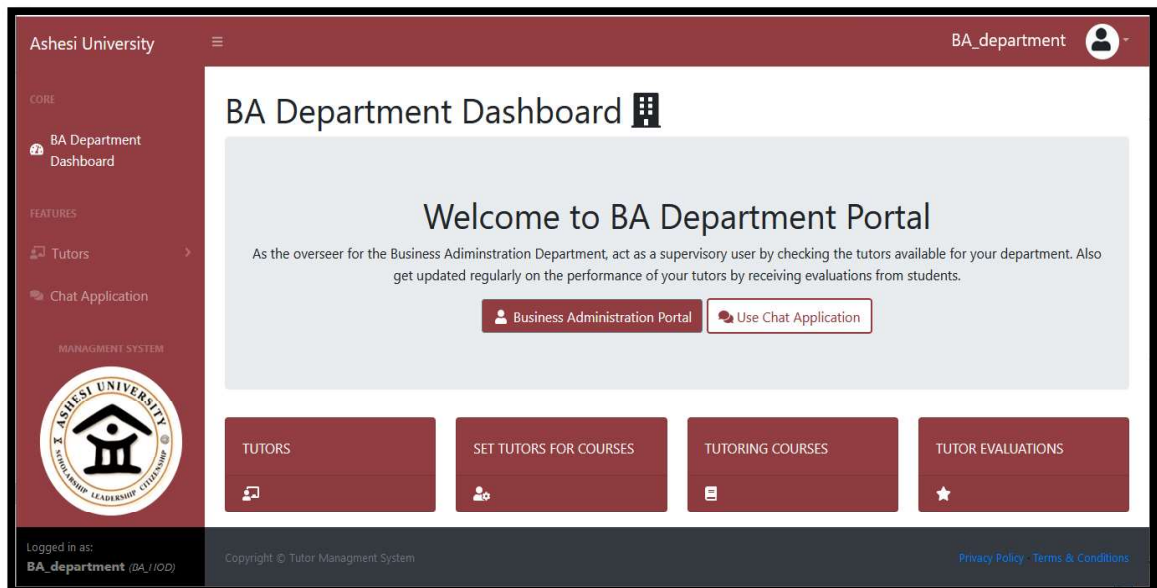 Ashesi University
BA_department
CORE
BA Department
Dashboard
FEATURES
Tutors
Chat Application
MANAGMENT SYSTEM
ASHESI UNIVERSITY
SCHOLARSHIP LEADERSHIP CITIZENSHIP
Logged in as:
BA_department (BA_HOD)
BA Department Dashboard
Welcome to BA Department Portal
As the overseer for the Business Adiminstration Department, act as a supervisory user by checking the tutors available for your department. Also
get updated regularly on the performance of your tutors by receiving evaluations from students.
Business Administration Portal
Use Chat Application
TUTORS
SET TUTORS FOR COURSES
TUTORING COURSES
TUTOR EVALUATIONS
Copyright © Tutor Managment System
Privacy Policy · Terms & Conditions